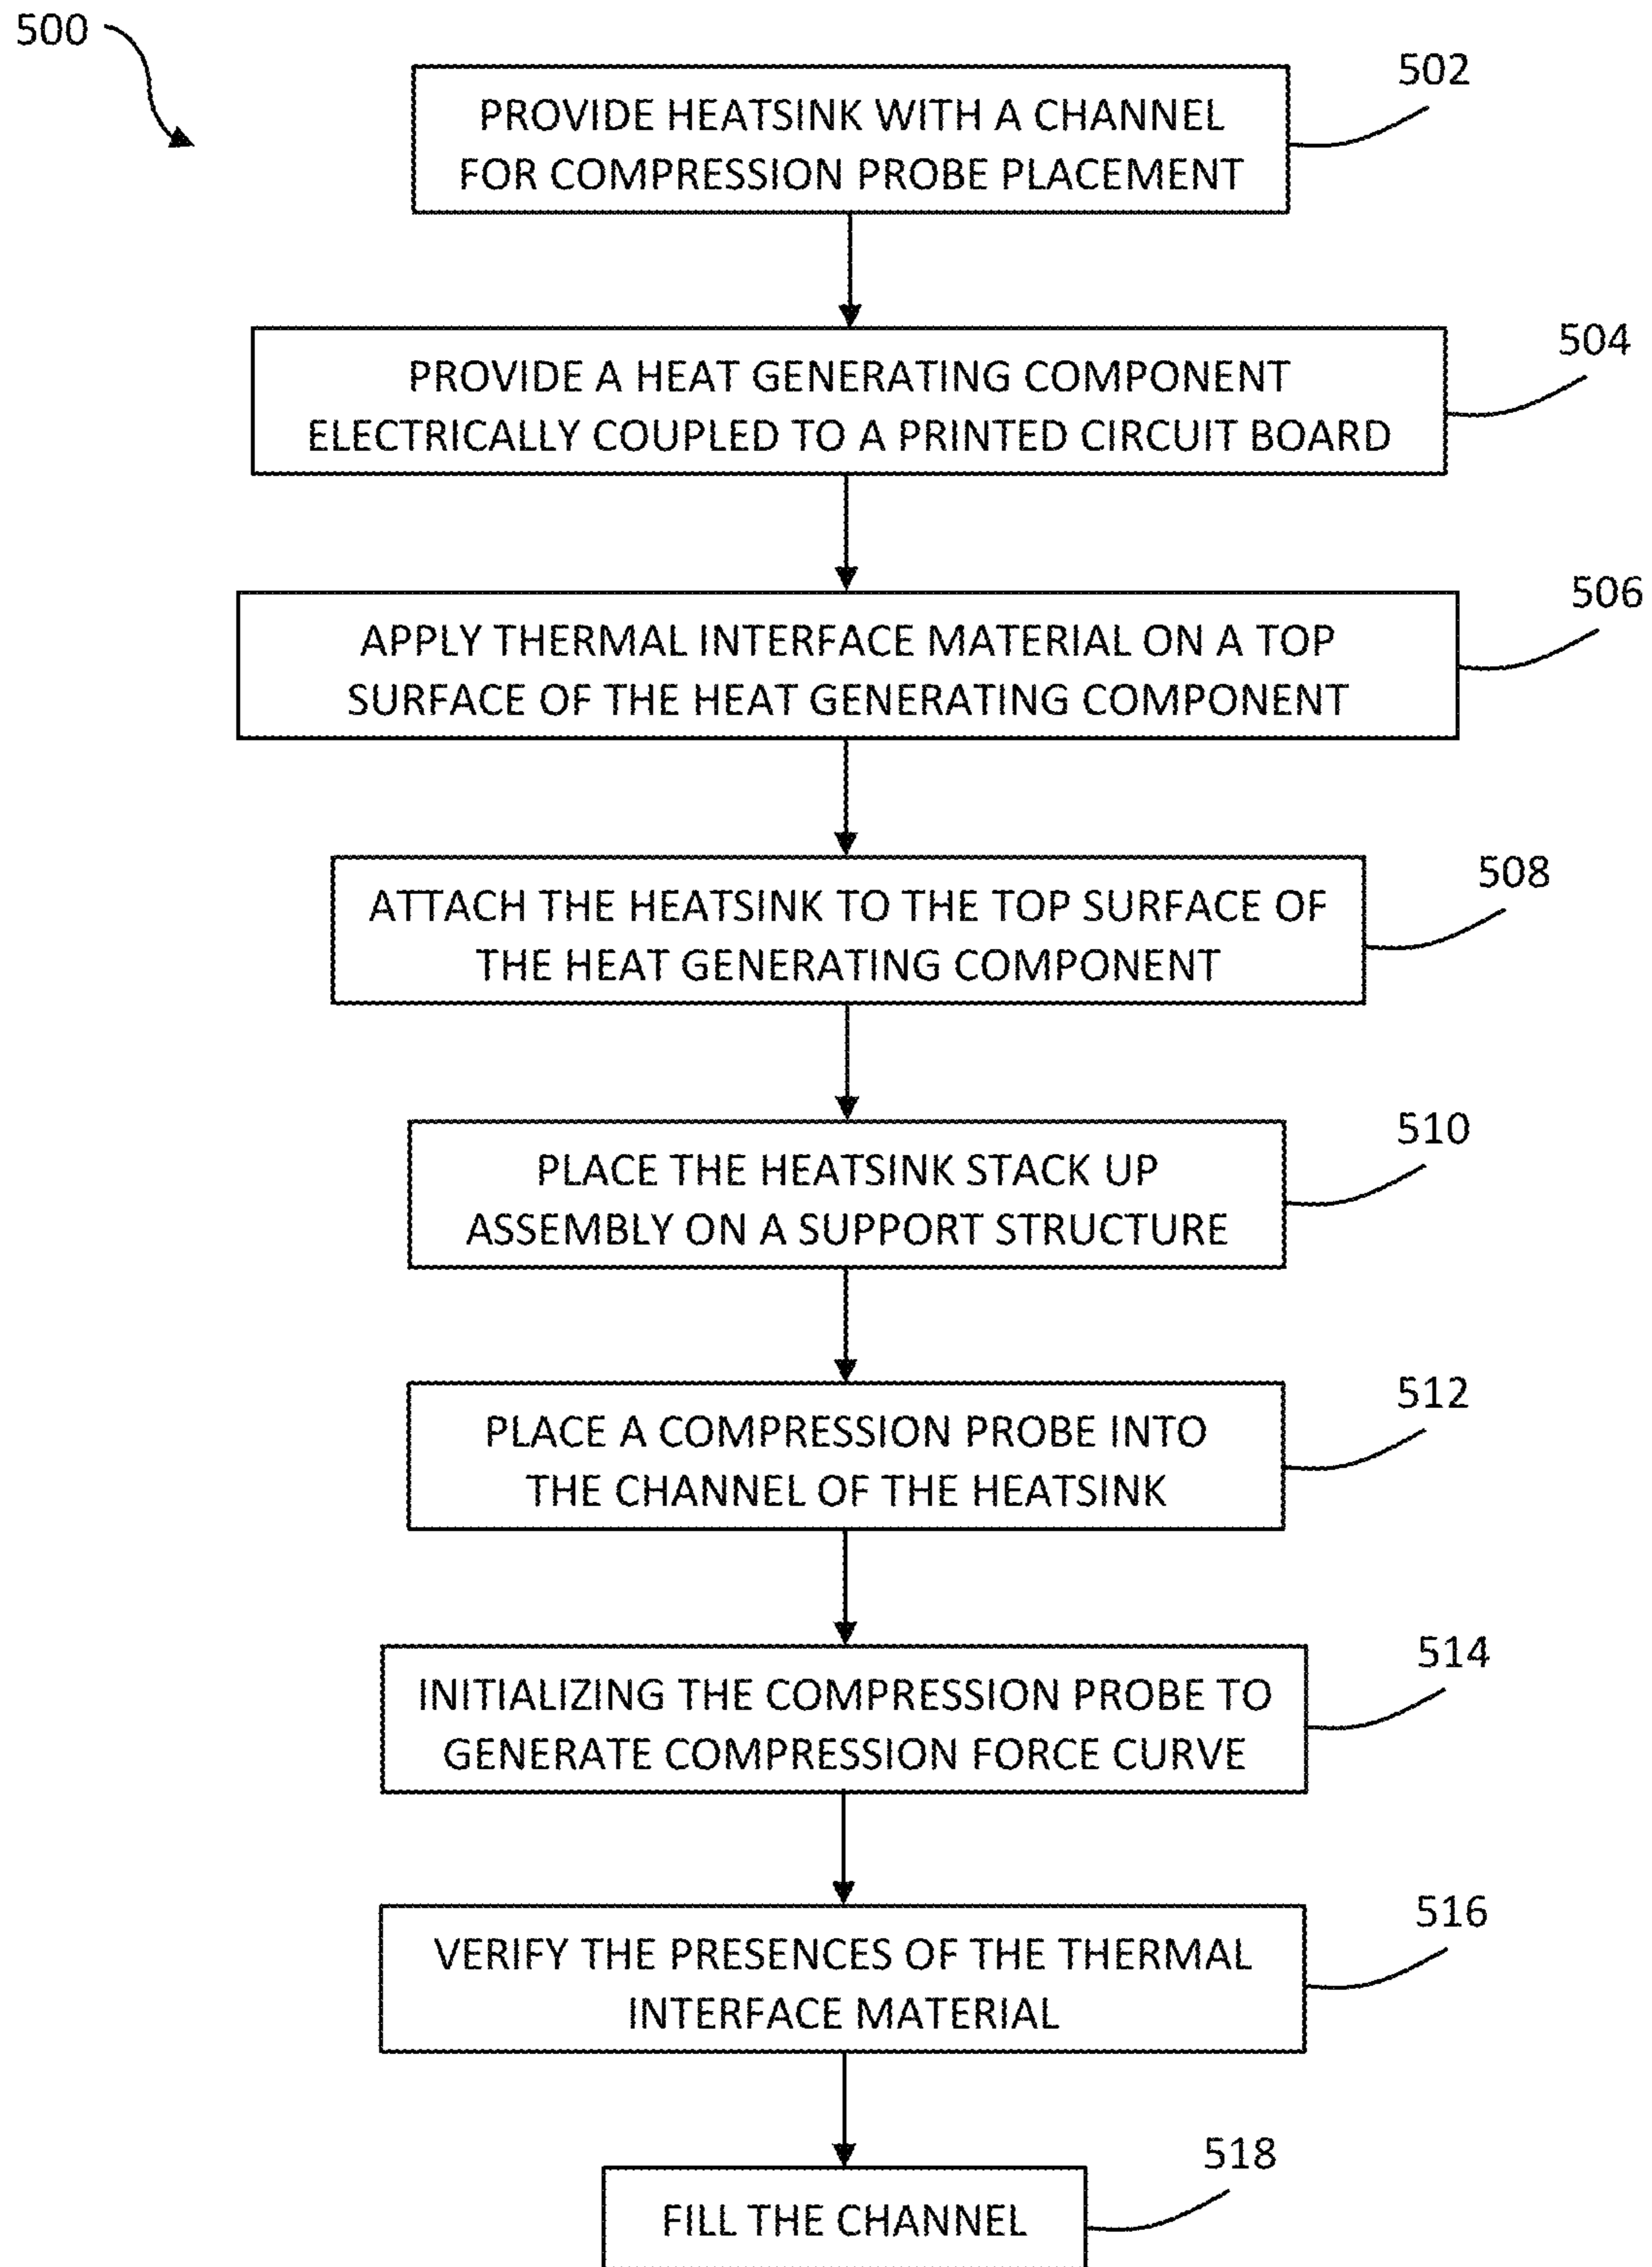 500
502
PROVIDE HEATSINK WITH A CHANNEL
FOR COMPRESSION PROBE PLACEMENT
504
PROVIDE A HEAT GENERATING COMPONENT
ELECTRICALLY COUPLED TO A PRINTED CIRCUIT BOARD
506
APPLY THERMAL INTERFACE MATERIAL ON A TOP
SURFACE OF THE HEAT GENERATING COMPONENT
508
ATTACH THE HEATSINK TO THE TOP SURFACE OF
THE HEAT GENERATING COMPONENT
510
PLACE THE HEATSINK STACK UP
ASSEMBLY ON A SUPPORT STRUCTURE
512
PLACE A COMPRESSION PROBE INTO
THE CHANNEL OF THE HEATSINK
514
INITIALIZING THE COMPRESSION PROBE TO
GENERATE COMPRESSION FORCE CURVE
516
VERIFY THE PRESENCES OF THE THERMAL
INTERFACE MATERIAL
518
FILL THE CHANNEL